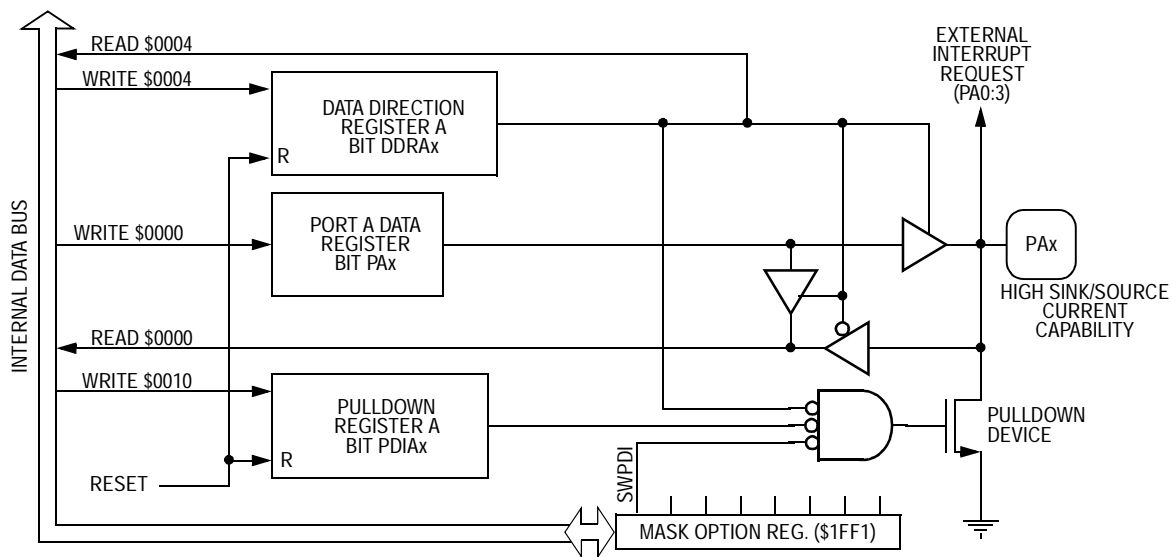 READ $0004
WRITE $0004
DATA DIRECTION
REGISTER A
BIT DDRAx
R
EXTERNAL
INTERRUPT
REQUEST
(PA0:3)
INTERNAL DATA BUS
WRITE $0000
PORT A DATA
REGISTER
BIT PAx
PAx
HIGH SINK/SOURCE
CURRENT
CAPABILITY
READ $0000
WRITE $0010
PULLDOWN
REGISTER A
BIT PDIAx
R
RESET
PULLDOWN
DEVICE
SWPDI
MASK OPTION REG. ($1FF1)